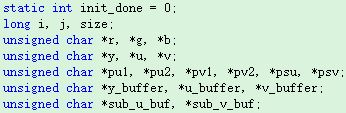 static int init_done = 0;
long i, j, size;
unsigned char *r, *g, *b;
unsigned char *y, *u, *v;
unsigned char *pu1, *pu2, *pv1, *pv2, *psu, *psv;
unsigned char *y_buffer, *u_buffer, *v_buffer;
unsigned char *sub_u_buf, *sub_v_buf;